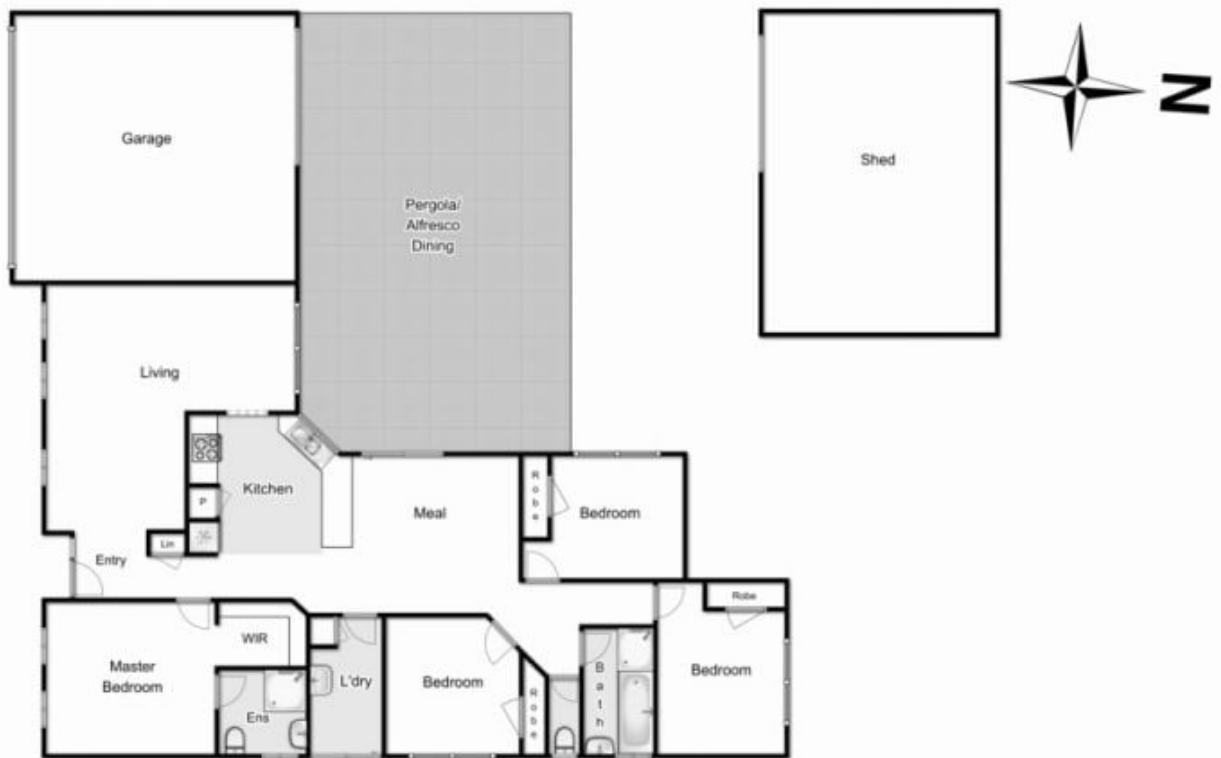 Garage
Pergola/
Alfresco
Dining
Shed
N
Living
Kitchen
P
Meal
Robe
Bedroom
Lin
Entry
Robe
WIR
Master
Bedroom
Ens
L'dry
Bedroom
Robe
Bath
Bedroom